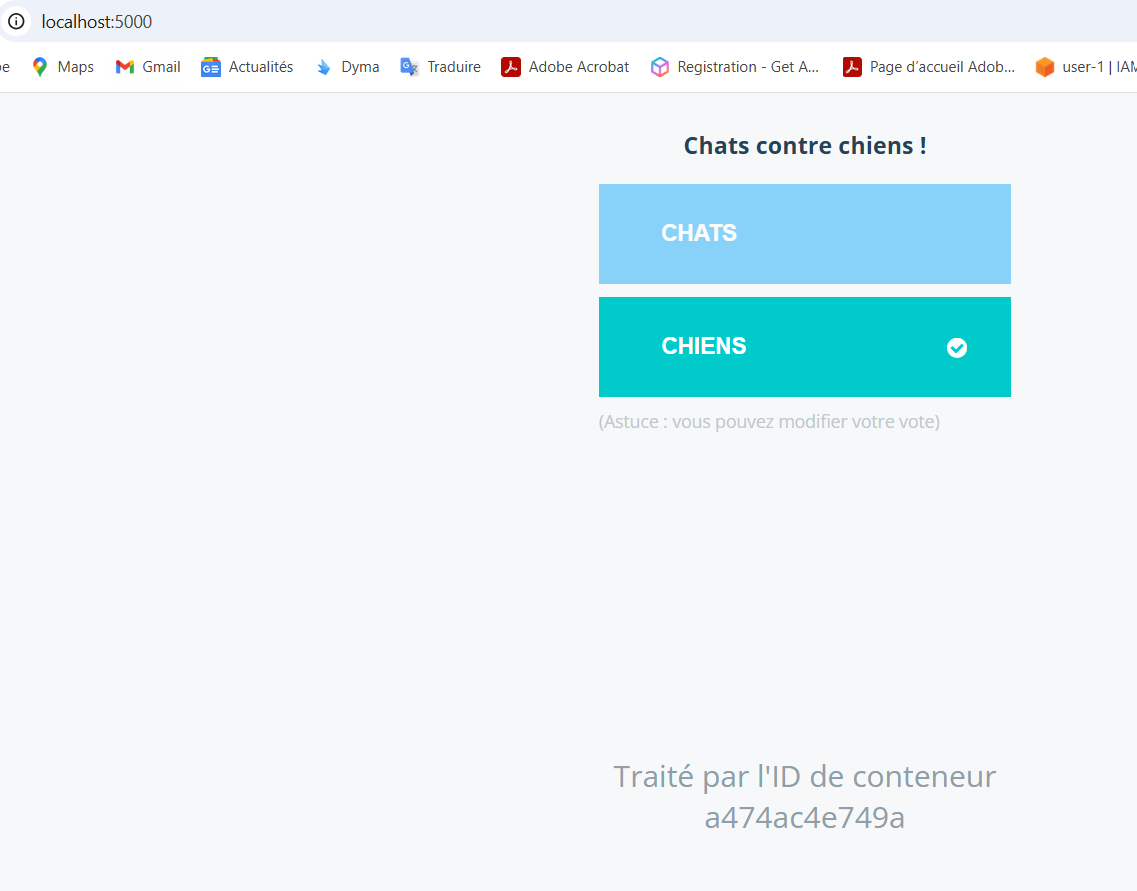 localhost:5000
Maps
Gmail
Actualités
Dyma
Traduire
Adobe Acrobat
Registration - Get A...
Page d'accueil Adob...
user-1 | IAM
Chats contre chiens !
CHATS
CHIENS
(Astuce : vous pouvez modifier votre vote)
Traité par l'ID de conteneur
a474ac4e749a